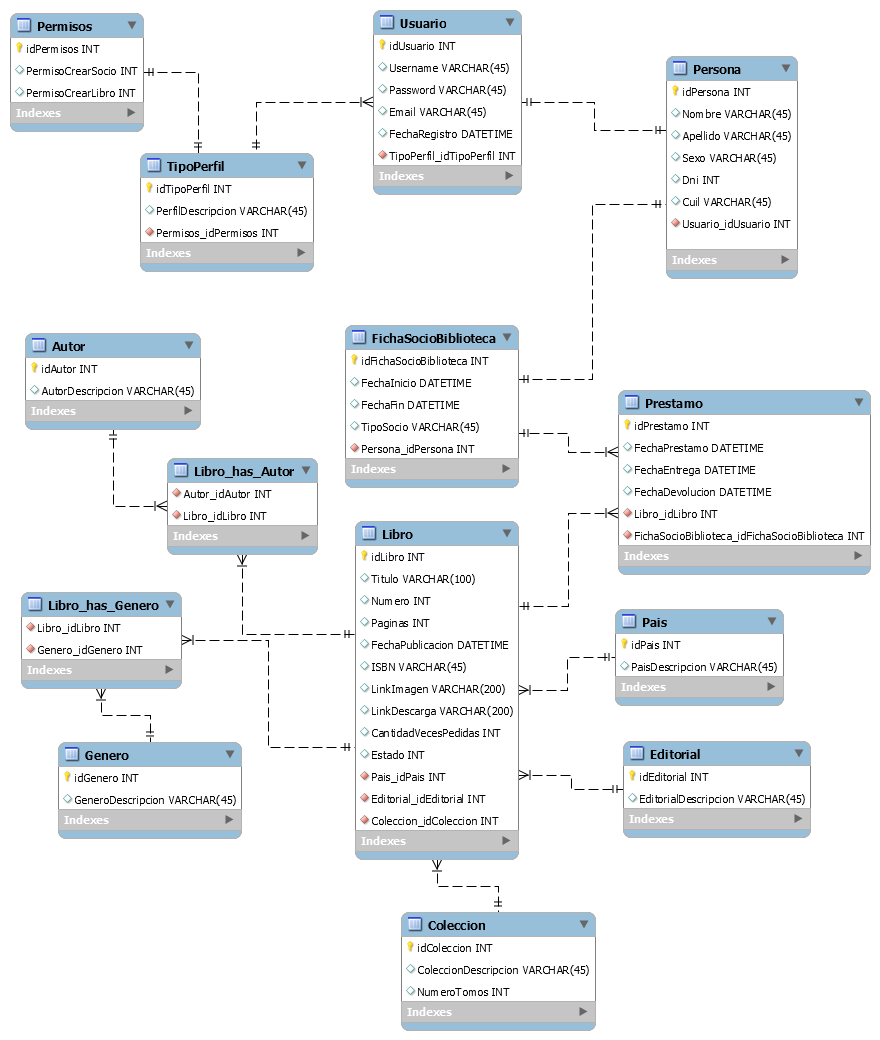 Permisos
idPermisos INT
PermisoCrearSocio INT
PermisoCrearLibro INT
Indexes
Usuario
idUsuario INT
Username VARCHAR(45)
Password VARCHAR(45)
Email VARCHAR(45)
FechaRegistro DATETIME
TipoPerfil_idTipoPerfil INT
Indexes
Persona
idPersona INT
Nombre VARCHAR(45)
Apellido VARCHAR(45)
Sexo VARCHAR(45)
Dni INT
Cuil VARCHAR(45)
Usuario_idUsuario INT
Indexes
TipoPerfil
idTipoPerfil INT
PerfilDescripcion VARCHAR(45)
Permisos_idPermisos INT
Indexes
Autor
idAutor INT
AutorDescripcion VARCHAR(45)
Indexes
FichaSocioBiblioteca
idFichaSocioBiblioteca INT
FechaInicio DATETIME
FechaFin DATETIME
TipoSocio VARCHAR(45)
Persona_idPersona INT
Indexes
Prestamo
idPrestamo INT
FechaPrestamo DATETIME
FechaEntrega DATETIME
FechaDevolucion DATETIME
Libro_idLibro INT
FichaSocioBiblioteca_idFichaSocioBiblioteca INT
Indexes
Libro_has_Autor
Autor_idAutor INT
Libro_idLibro INT
Indexes
Libro
idLibro INT
Titulo VARCHAR(100)
Numero INT
Paginas INT
FechaPublicacion DATETIME
ISBN VARCHAR(45)
LinkImagen VARCHAR(200)
LinkDescarga VARCHAR(200)
CantidadVecesPedidas INT
Estado INT
Pais_idPais INT
Editorial_idEditorial INT
Coleccion_idColeccion INT
Indexes
Libro_has_Genero
Libro_idLibro INT
Genero_idGenero INT
Indexes
Pais
idPais INT
PaisDescripcion VARCHAR(45)
Indexes
Genero
idGenero INT
GeneroDescripcion VARCHAR(45)
Indexes
Editorial
idEditorial INT
EditorialDescripcion VARCHAR(45)
Indexes
Coleccion
idColeccion INT
ColeccionDescripcion VARCHAR(45)
NumeroTomos INT
Indexes